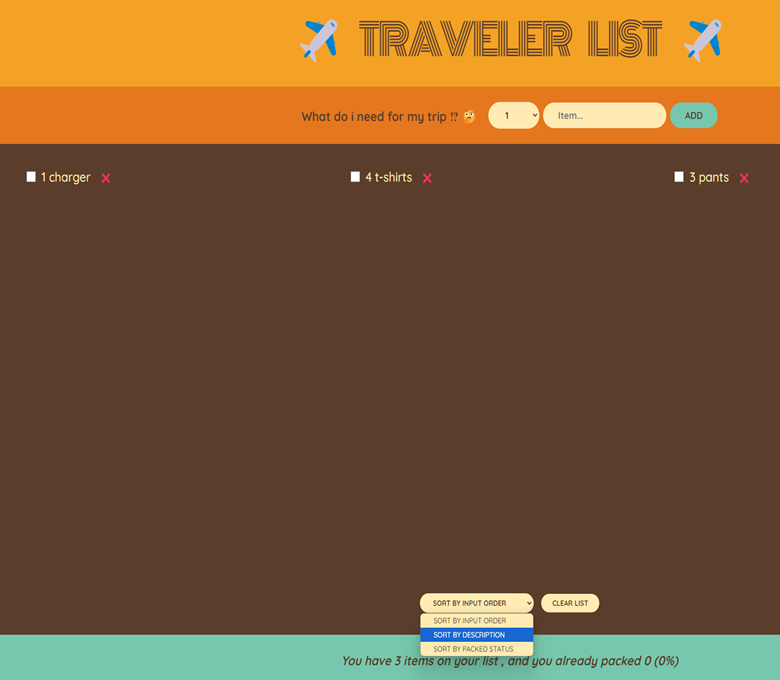 TRAVELER LIST
What do i need for my trip ⁉ 🤔 1 Item... ADD
1 charger ❌ 4 t-shirts ❌ 3 pants ❌
SORT BY INPUT ORDER CLEAR LIST
SORT BY INPUT ORDER
SORT BY DESCRIPTION
SORT BY PACKED STATUS
You have 3 items on your list , and you already packed 0 (0%)